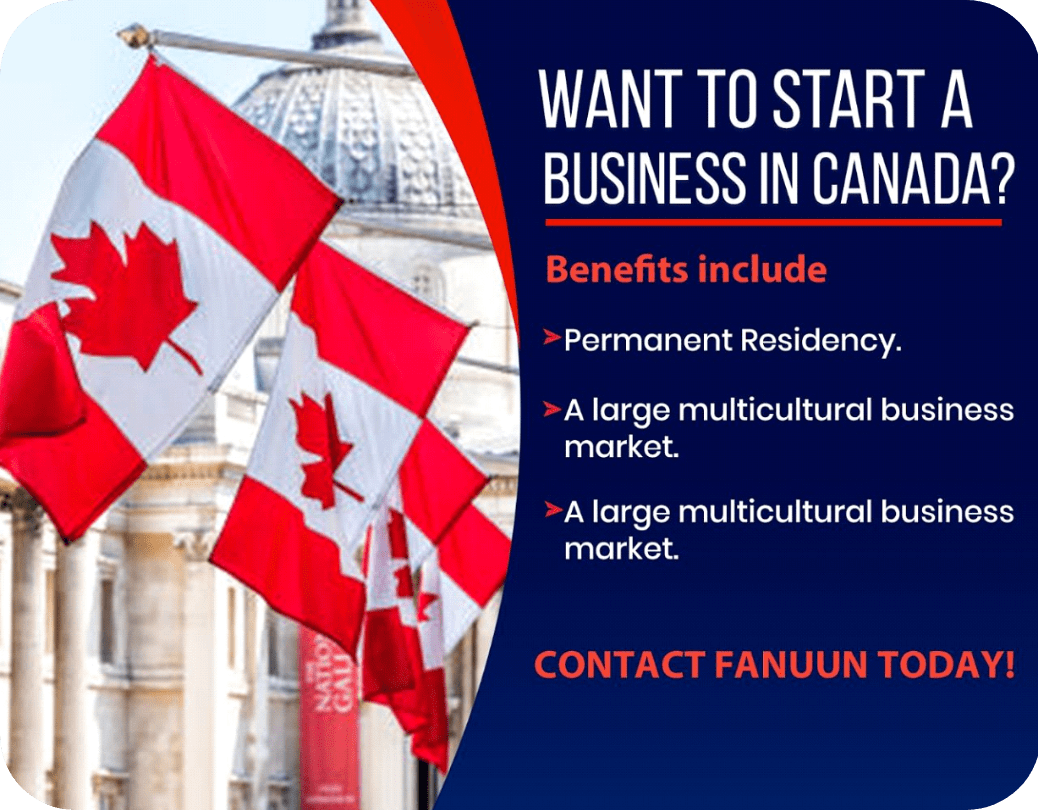 WANT TO START A
BUSINESS IN CANADA?
Benefits include
Permanent Residency.
A large multicultural business
market.
A large multicultural business
market.
CONTACT FANUUN TODAY!